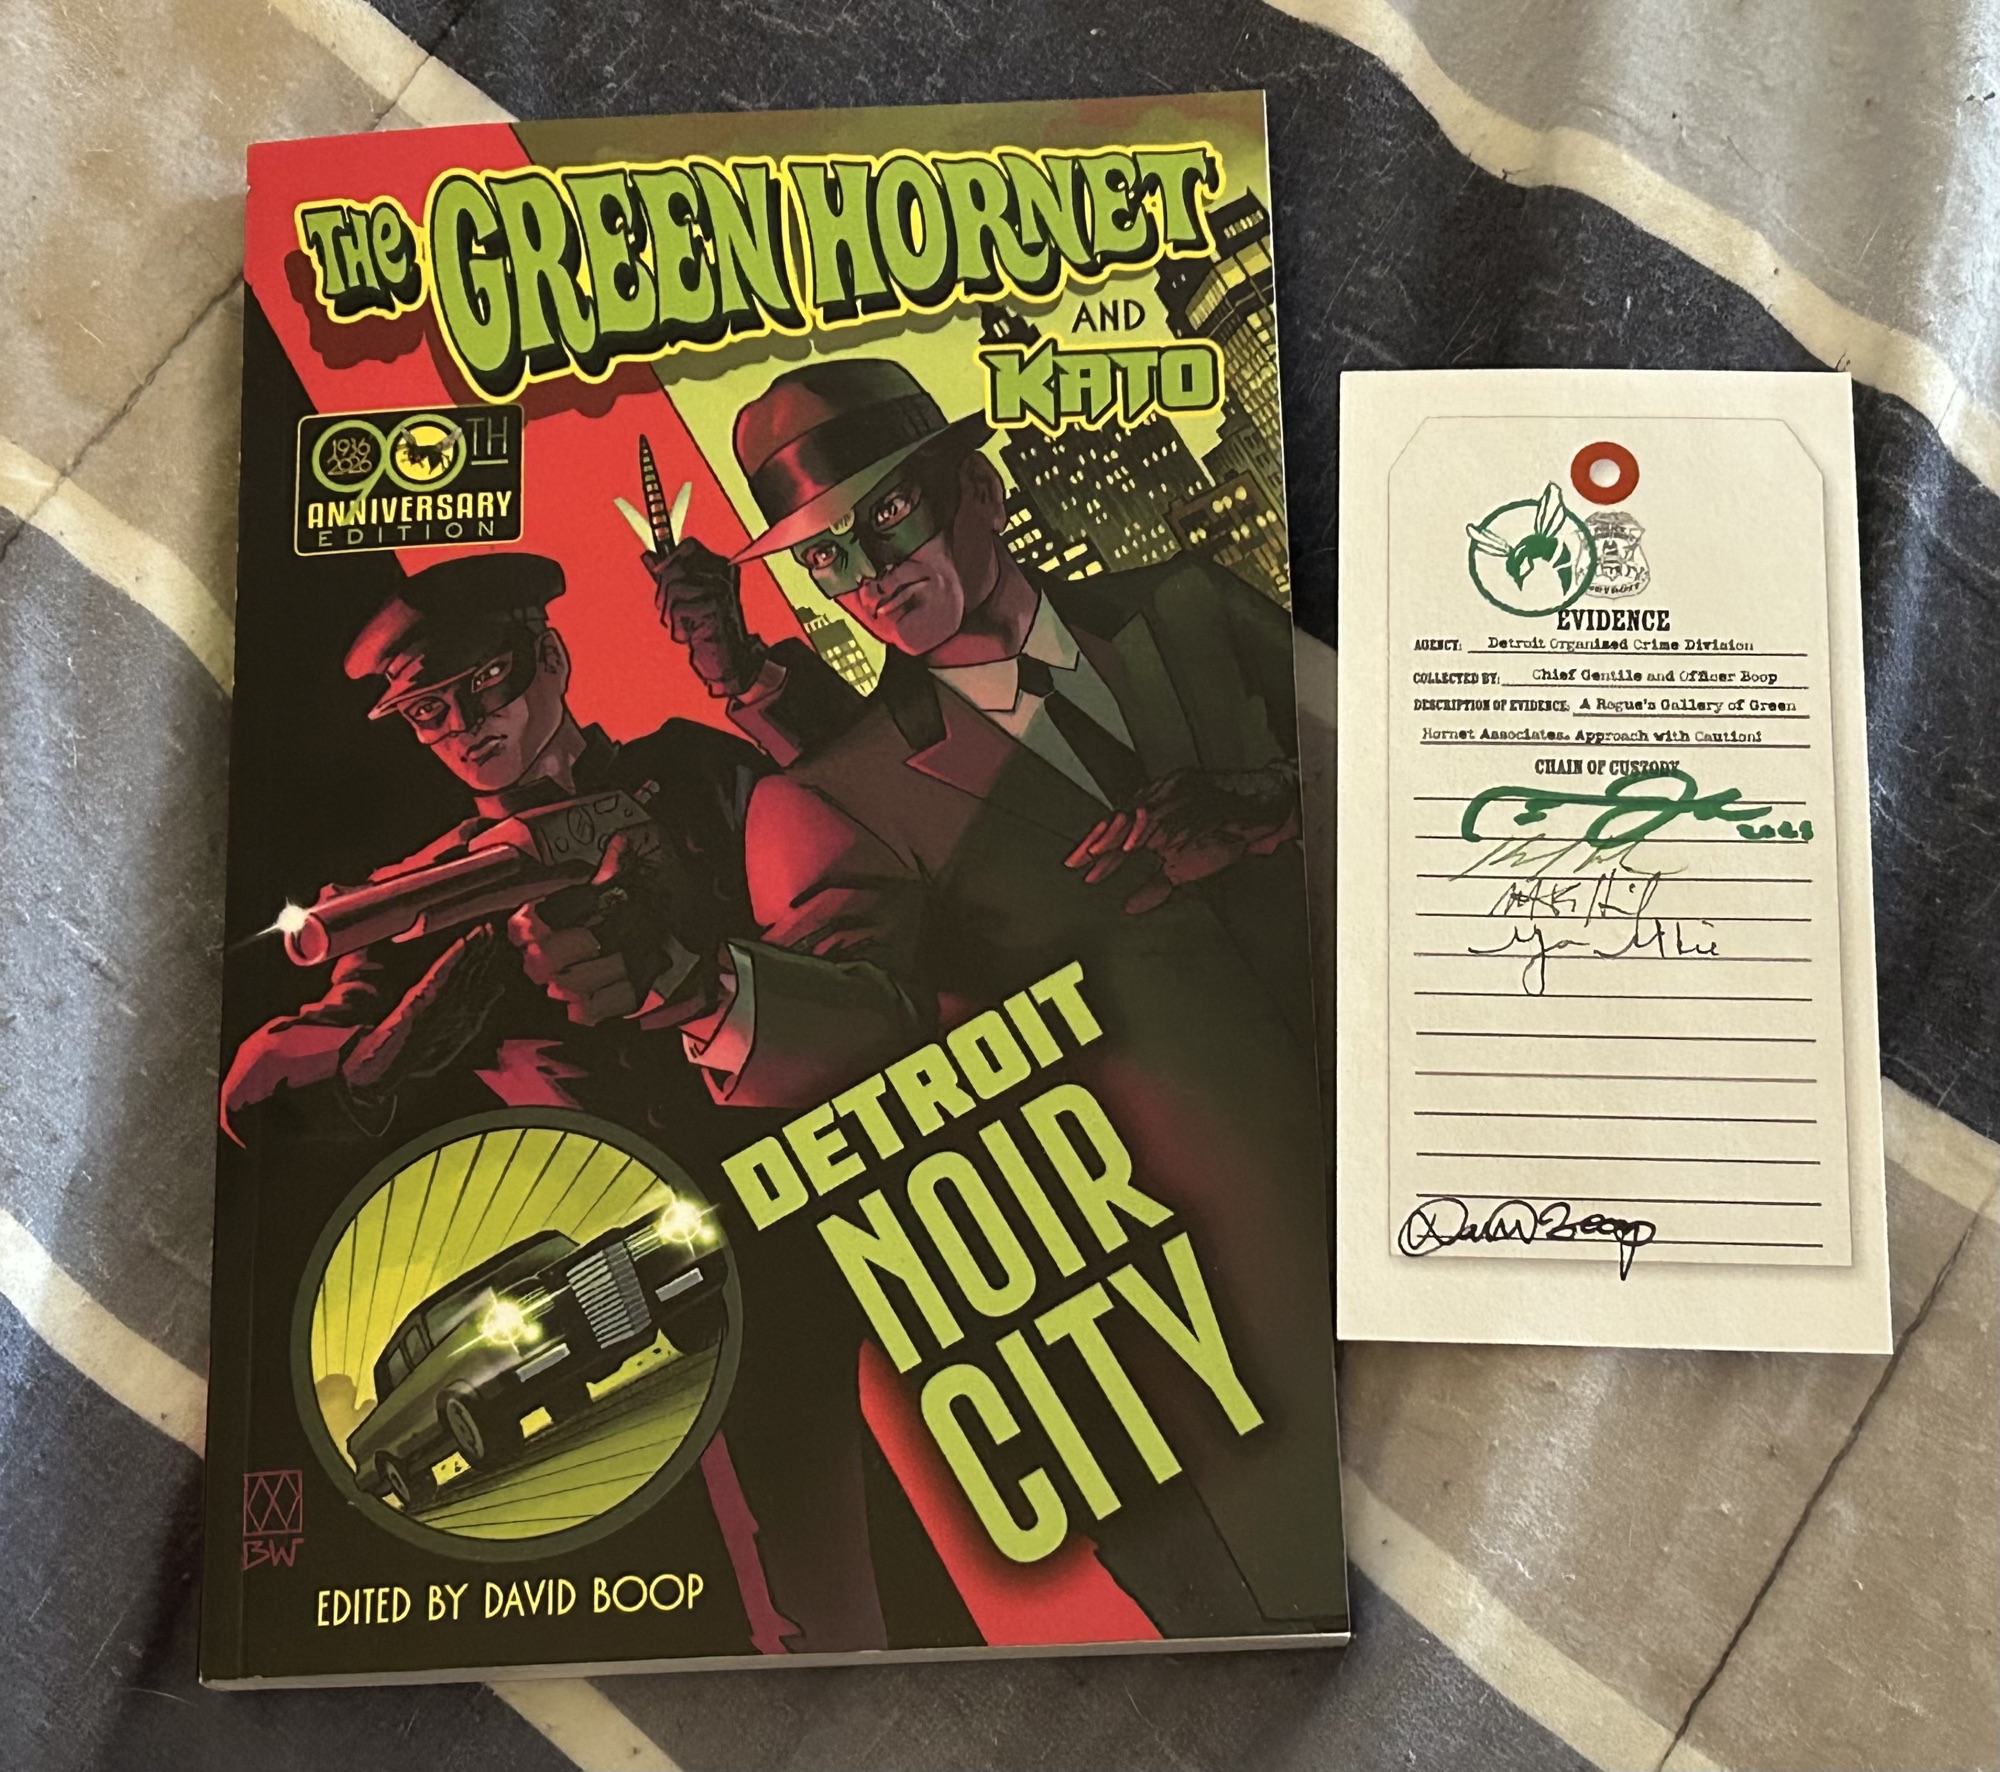 THE GREEN HORNET
AND
KATO
90TH
1936
2026
ANNIVERSARY
EDITION
DETROIT
NOIR
CITY
BW
EDITED BY DAVID BOOP
EVIDENCE
AGENCY: Detroit Organized Crime Division
COLLECTED BY: Chief Gentile and Officer Boop
DESCRIPTION OF EVIDENCE: A Rogue's Gallery of Green
Hornet Associates. Approach with Caution!
CHAIN OF CUSTODY
David Boop